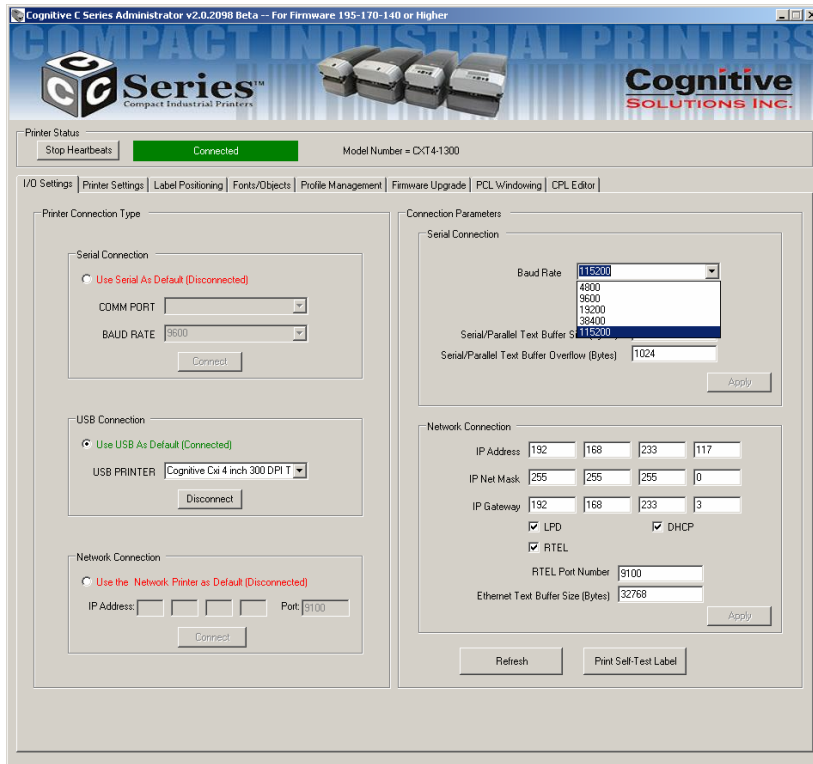 Cognitive C Series Administrator v2.0.2098 Beta -- For Firmware 195-170-140 or Higher
COMPACT INDUSTRIAL PRINTERS
C C Series™
Compact Industrial Printers
Cognitive
SOLUTIONS INC.
Printer Status
Stop Heartbeats Connected Model Number = CXT4-1300
I/O Settings Printer Settings Label Positioning Fonts/Objects Profile Management Firmware Upgrade PCL Windowing CPL Editor
Printer Connection Type
Serial Connection
Use Serial As Default (Disconnected)
COMM PORT
BAUD RATE 9600
Connect
USB Connection
Use USB As Default (Connected)
USB PRINTER Cognitive Cxi 4 inch 300 DPI T
Disconnect
Network Connection
Use the Network Printer as Default (Disconnected)
IP Address: Port: 9100
Connect
Connection Parameters
Serial Connection
Baud Rate 115200
4800
9600
19200
38400
115200
Serial/Parallel Text Buffer
Serial/Parallel Text Buffer Overflow (Bytes) 1024
Apply
Network Connection
IP Address 192 168 233 117
IP Net Mask 255 255 255 0
IP Gateway 192 168 233 3
LPD DHCP
RTEL
RTEL Port Number 9100
Ethernet Text Buffer Size (Bytes) 32768
Apply
Refresh Print Self-Test Label